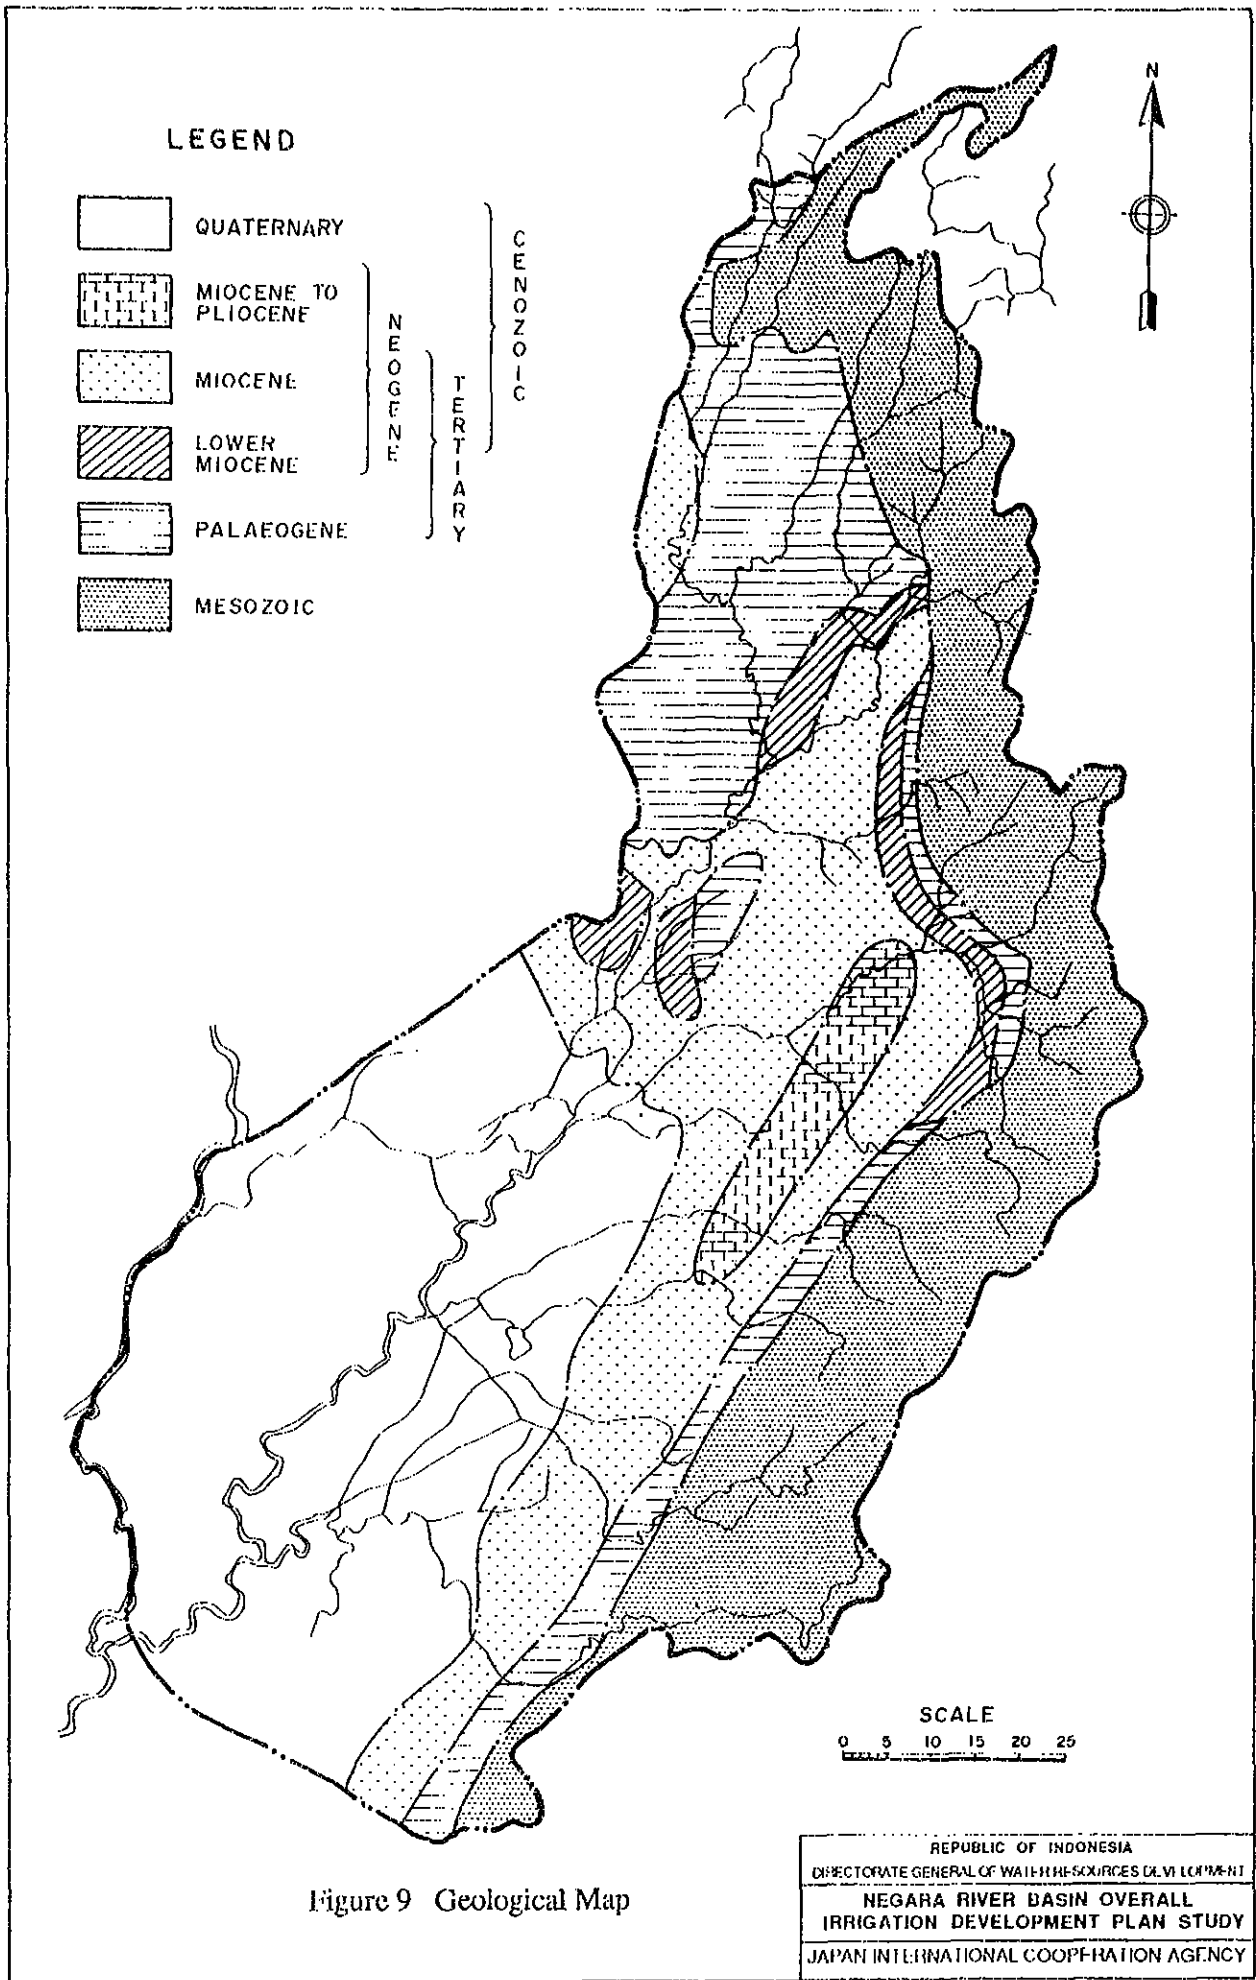 N
LEGEND
QUATERNARY
MIOCENE TO
PLIOCENE
MIOCENE
LOWER
MIOCENE
PALAEOGENE
MESOZOIC
NEOGENE
TERTIARY
CENOZOIC
SCALE
0 5 10 15 20 25
Figure 9 Geological Map
REPUBLIC OF INDONESIA
DIRECTORATE GENERAL OF WATER RESOURCES DEVELOPMENT
NEGARA RIVER BASIN OVERALL
IRRIGATION DEVELOPMENT PLAN STUDY
JAPAN INTERNATIONAL COOPERATION AGENCY